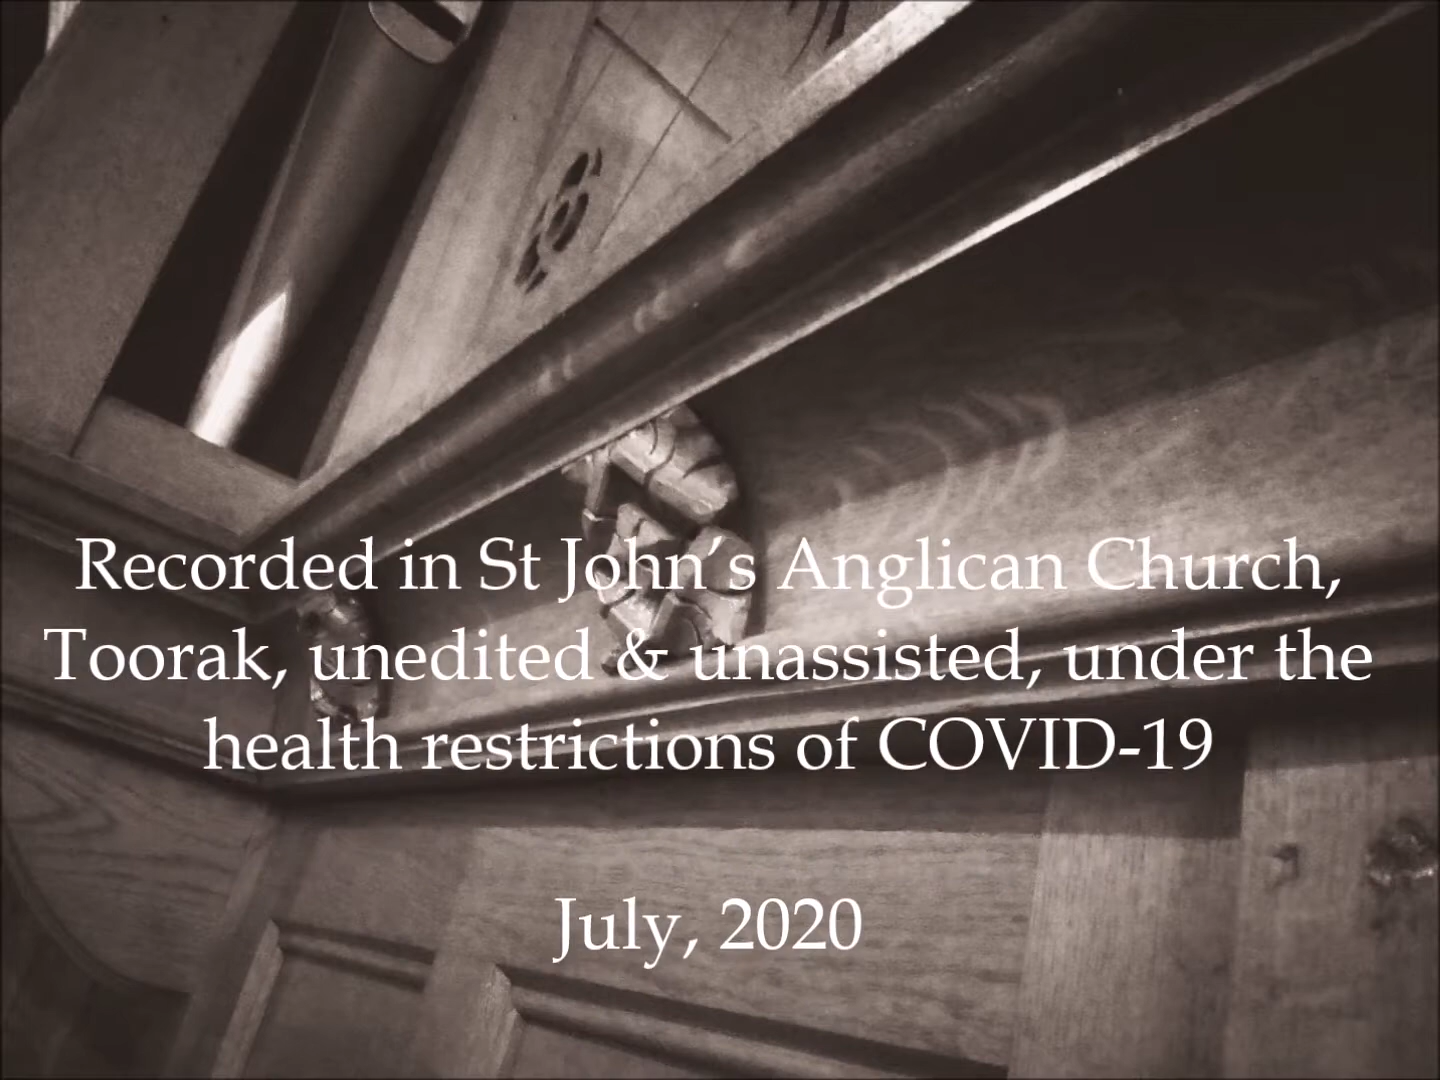 Recorded in St John’s Anglican Church,
Toorak, unedited & unassisted, under the
health restrictions of COVID-19
July, 2020